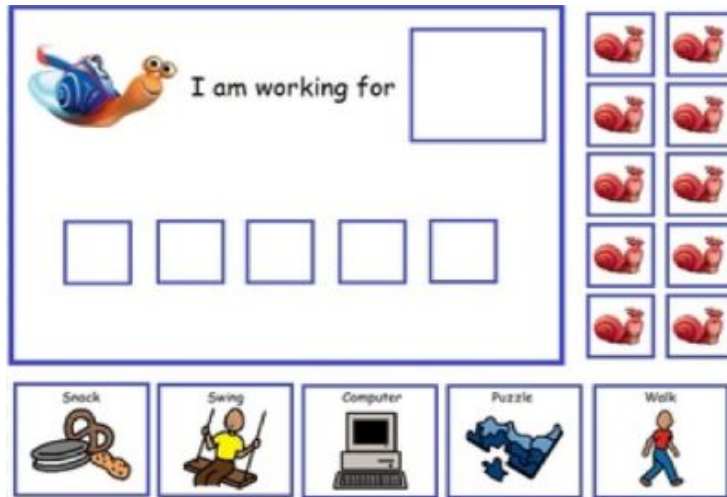 I am working for
Snack
Swing
Computer
Puzzle
Walk